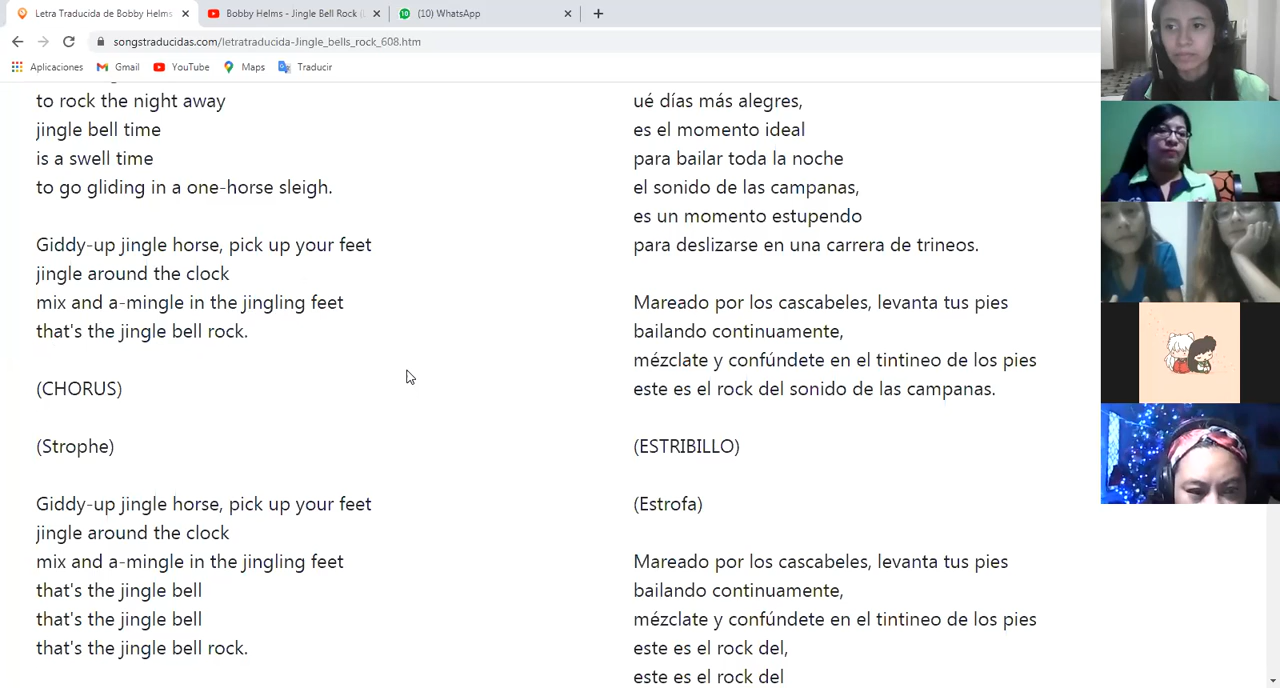 Letra Traducida de Bobby Helms
Bobby Helms - Jingle Bell Rock (
(10) WhatsApp
songstraducidas.com/letratraducida-Jingle_bells_rock_608.htm
Aplicaciones
Gmail
YouTube
Maps
Traducir
to rock the night away
jingle bell time
is a swell time
to go gliding in a one-horse sleigh.
Giddy-up jingle horse, pick up your feet
jingle around the clock
mix and a-mingle in the jingling feet
that's the jingle bell rock.
(CHORUS)
(Strophe)
Giddy-up jingle horse, pick up your feet
jingle around the clock
mix and a-mingle in the jingling feet
that's the jingle bell
that's the jingle bell
that's the jingle bell rock.
ué días más alegres,
es el momento ideal
para bailar toda la noche
el sonido de las campanas,
es un momento estupendo
para deslizarse en una carrera de trineos.
Mareado por los cascabeles, levanta tus pies
bailando continuamente,
mézclate y confúndete en el tintineo de los pies
este es el rock del sonido de las campanas.
(ESTRIBILLO)
(Estrofa)
Mareado por los cascabeles, levanta tus pies
bailando continuamente,
mézclate y confúndete en el tintineo de los pies
este es el rock del,
este es el rock del